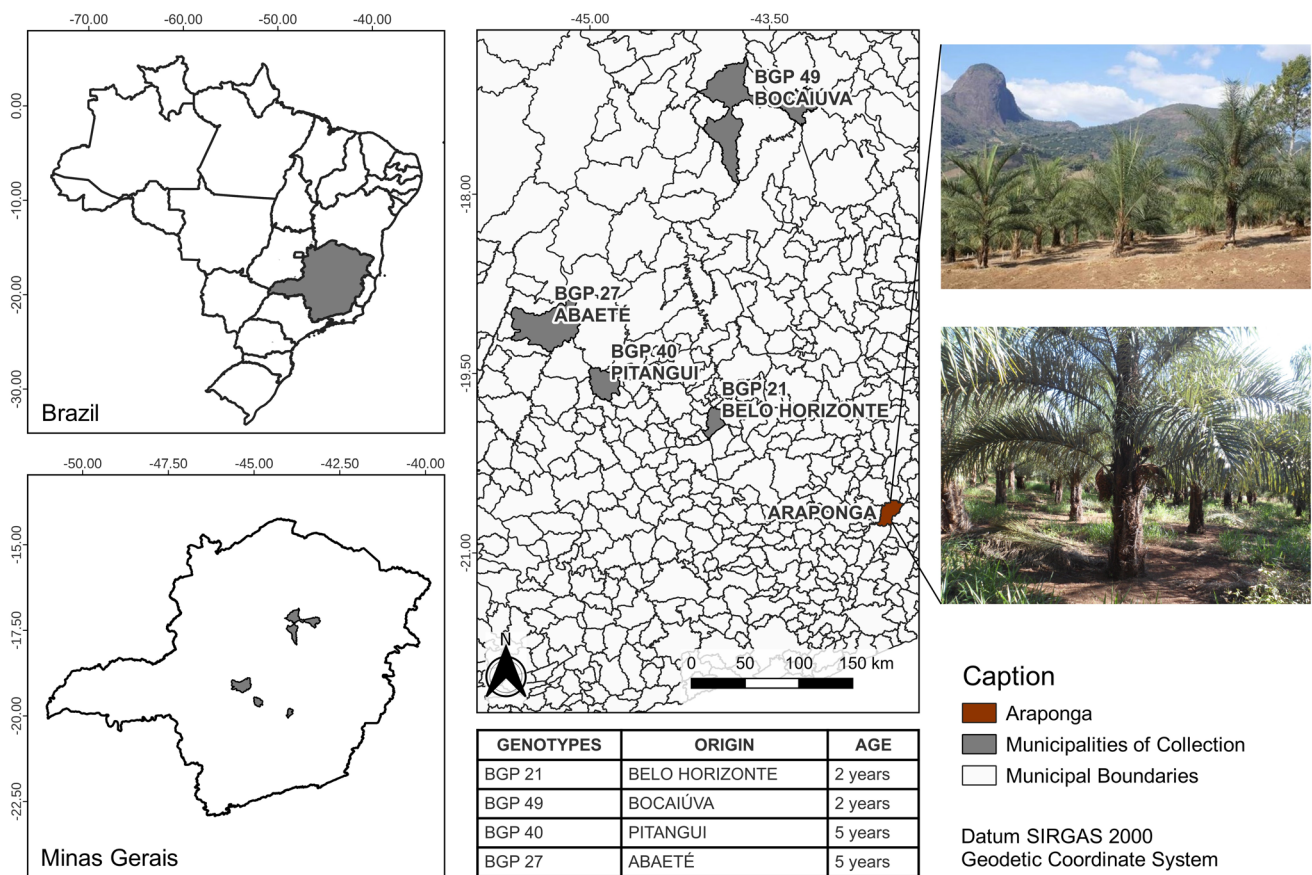 -70.00 -60.00 -50.00 -40.00
0.00
-10.00
-20.00
-30.00
Brazil
-50.00 -47.50 -45.00 -42.50 -40.00
-15.00
-17.50
-20.00
-22.50
Minas Gerais
-45.00 -43.50
-18.00
-19.50
-21.00
BGP 49
BOCAIÚVA
BGP 27
ABAETÉ
BGP 40
PITANGUI
BGP 21
BELO HORIZONTE
ARAPONGA
N
0 50 100 150 km
GENOTYPES ORIGIN AGE
BGP 21 BELO HORIZONTE 2 years
BGP 49 BOCAIÚVA 2 years
BGP 40 PITANGUI 5 years
BGP 27 ABAETÉ 5 years
Caption
Araponga
Municipalities of Collection
Municipal Boundaries
Datum SIRGAS 2000
Geodetic Coordinate System